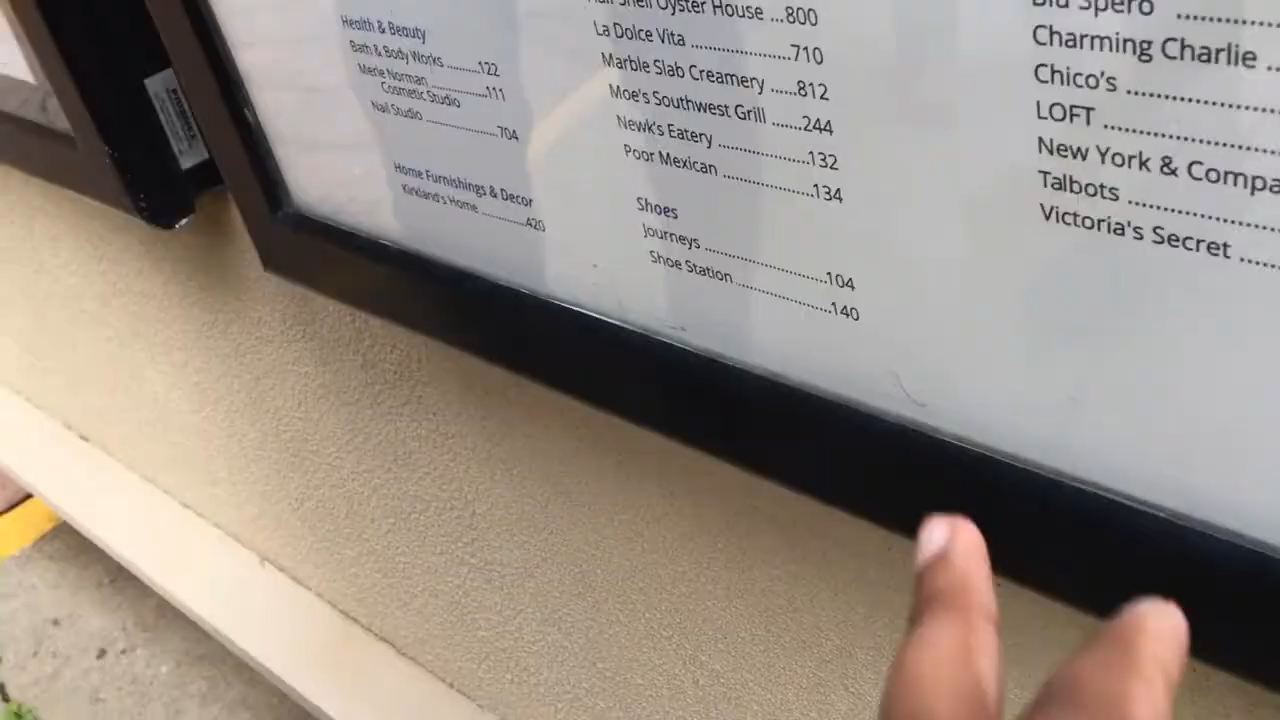 Health & Beauty
Bath & Body Works .........122
Merle Norman ..............111
Cosmetic Studio
Nail Studio ..................704
Home Furnishings & Decor
Kirkland's Home ............420
Shell Oyster House ...800
La Dolce Vita .....................710
Marble Slab Creamery ......812
Moe's Southwest Grill .......244
Newk's Eatery ...................132
Poor Mexican ....................134
Shoes
Journeys ..........................104
Shoe Station ....................140
Spero ..............
Charming Charlie ..
Chico's ......................
LOFT ..........................
New York &
Talbots ......................
Victoria's Secret .....